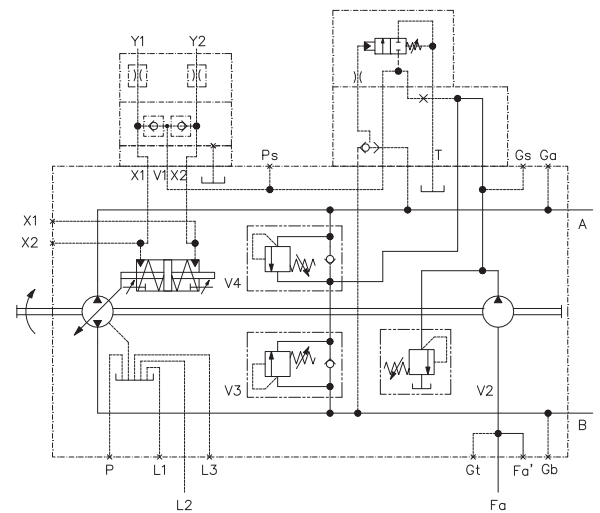 Y1 Y2
Ps T Gs Ga
X1 V1 X2
X1
X2
A
V4
V3 V2
B
P L1 L3 Gt Fa' Gb
L2 Fa